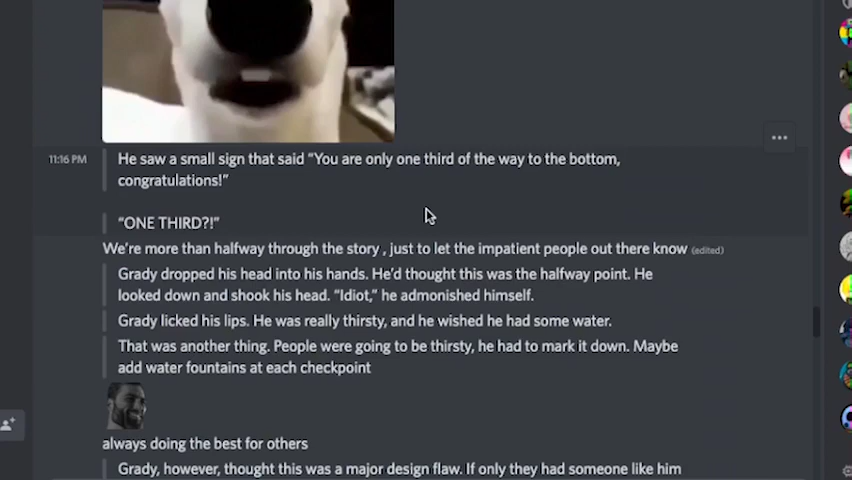 11:16 PM He saw a small sign that said “You are only one third of the way to the bottom,
congratulations!”
“ONE THIRD?!”
We're more than halfway through the story , just to let the impatient people out there know (edited)
Grady dropped his head into his hands. He'd thought this was the halfway point. He
looked down and shook his head. “Idiot,” he admonished himself.
Grady licked his lips. He was really thirsty, and he wished he had some water.
That was another thing. People were going to be thirsty, he had to mark it down. Maybe
add water fountains at each checkpoint
always doing the best for others
Grady, however, thought this was a major design flaw. If only they had someone like him